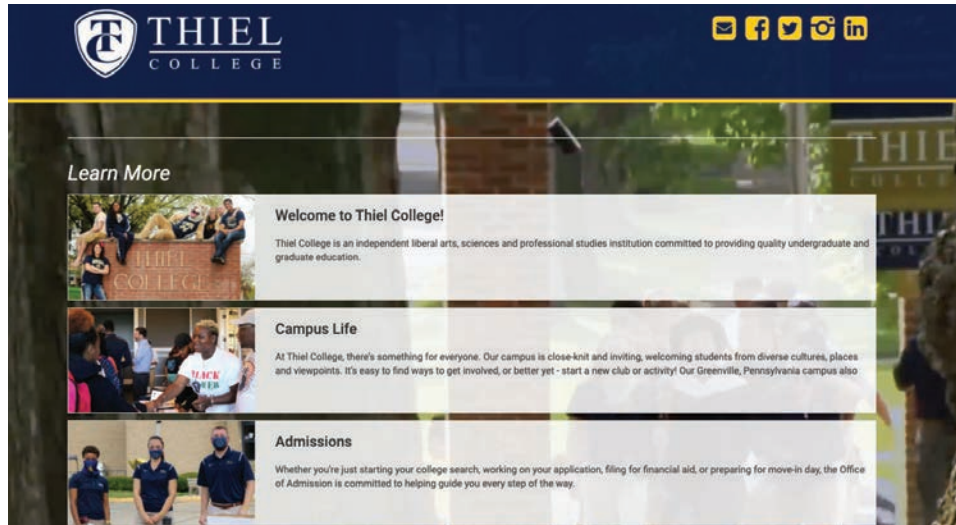 THIEL
COLLEGE
Learn More
THIEL
COLLEGE
Welcome to Thiel College!
Thiel College is an independent liberal arts, sciences and professional studies institution committed to providing quality undergraduate and
graduate education.
Campus Life
At Thiel College, there's something for everyone. Our campus is close-knit and inviting, welcoming students from diverse cultures, places
and viewpoints. It's easy to find ways to get involved, or better yet - start a new club or activity! Our Greenville, Pennsylvania campus also
Admissions
Whether you're just starting your college search, working on your application, filing for financial aid, or preparing for move-in day, the Office
of Admission is committed to helping guide you every step of the way.